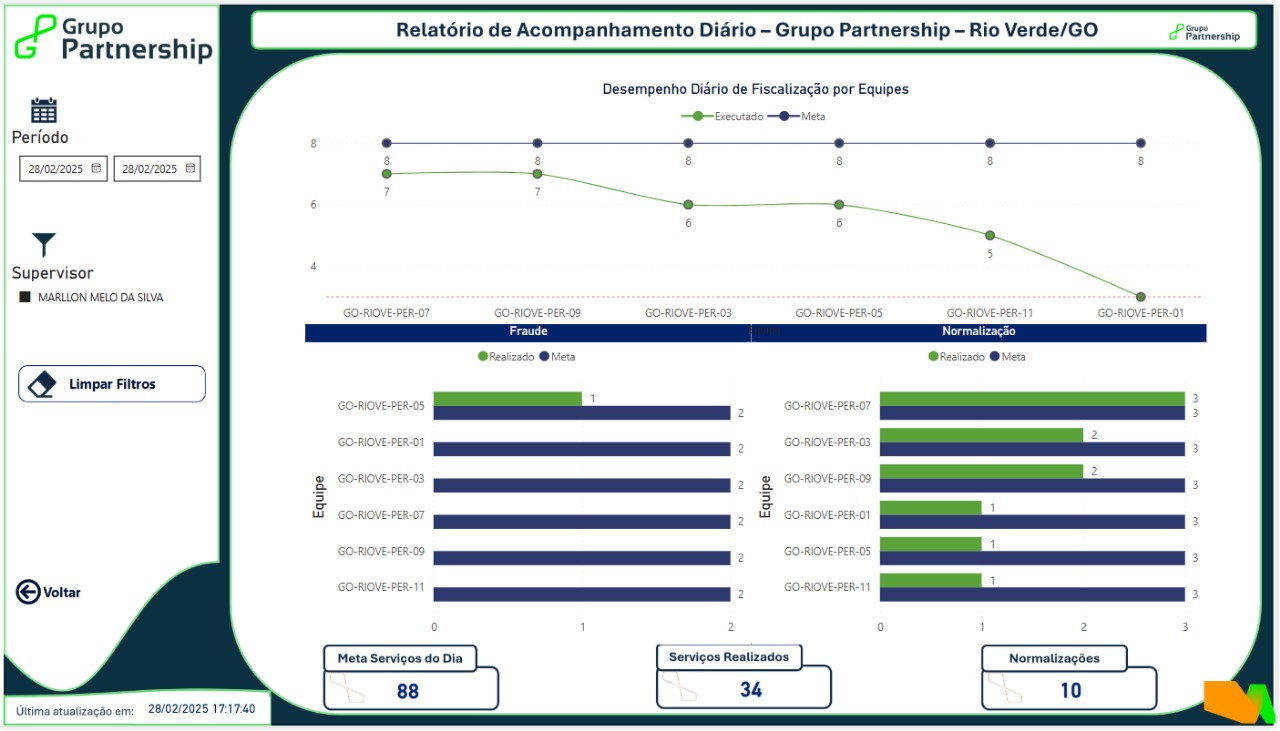 Grupo
Partnership
Relatório de Acompanhamento Diário – Grupo Partnership – Rio Verde/GO
Grupo
Partnership
Período
28/02/2025 28/02/2025
Supervisor
MARLLON MELO DA SILVA
Limpar Filtros
Voltar
Última atualização em: 28/02/2025 17:17:40
Desempenho Diário de Fiscalização por Equipes
Executado Meta
8
6
4
8 8 8 8 8 8
7 7 6 6 5
GO-RIOVE-PER-07 GO-RIOVE-PER-09 GO-RIOVE-PER-03 GO-RIOVE-PER-05 GO-RIOVE-PER-11 GO-RIOVE-PER-01
Fraude
Realizado Meta
Equipe
GO-RIOVE-PER-05 1 2
GO-RIOVE-PER-01 2
GO-RIOVE-PER-03 2
GO-RIOVE-PER-07 2
GO-RIOVE-PER-09 2
GO-RIOVE-PER-11 2
0 1 2
Normalização
Realizado Meta
Equipe
GO-RIOVE-PER-07 3 3
GO-RIOVE-PER-03 2 3
GO-RIOVE-PER-09 2 3
GO-RIOVE-PER-01 1 3
GO-RIOVE-PER-05 1 3
GO-RIOVE-PER-11 1 3
0 1 2 3
Meta Serviços do Dia
88
Serviços Realizados
34
Normalizações
10